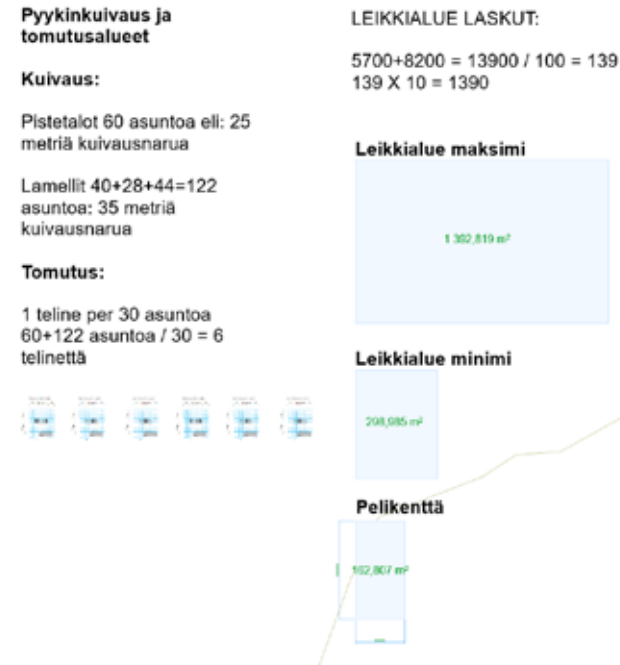 Pyykinkuivaus ja
tomutusalueet
Kuivaus:
Pistetalot 60 asuntoa eli: 25
metriä kuivausnarua
Lamellit 40+28+44=122
asuntoa: 35 metriä
kuivausnarua
Tomutus:
1 teline per 30 asuntoa
60+122 asuntoa / 30 = 6
telinettä
LEIKKIALUE LASKUT:
5700+8200 = 13900 / 100 = 139
139 X 10 = 1390
Leikkialue maksimi
1 392,819 m²
Leikkialue minimi
298,985 m²
Pelikenttä
162,807 m²